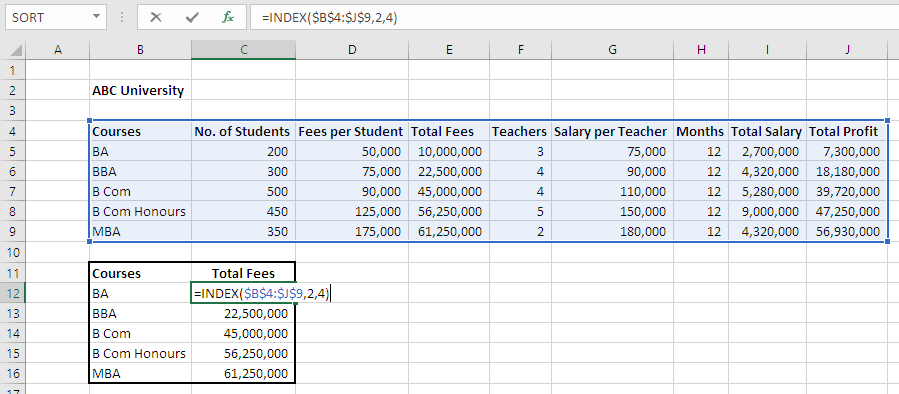 SORT =INDEX($B$4:$J$9,2,4)
A B C D E F G H I J
1
2 ABC University
3
4 Courses No. of Students Fees per Student Total Fees Teachers Salary per Teacher Months Total Salary Total Profit
5 BA 200 50,000 10,000,000 3 75,000 12 2,700,000 7,300,000
6 BBA 300 75,000 22,500,000 4 90,000 12 4,320,000 18,180,000
7 B Com 500 90,000 45,000,000 4 110,000 12 5,280,000 39,720,000
8 B Com Honours 450 125,000 56,250,000 5 150,000 12 9,000,000 47,250,000
9 MBA 350 175,000 61,250,000 2 180,000 12 4,320,000 56,930,000
10
11 Courses Total Fees
12 BA =INDEX($B$4:$J$9,2,4)
13 BBA 22,500,000
14 B Com 45,000,000
15 B Com Honours 56,250,000
16 MBA 61,250,000
17